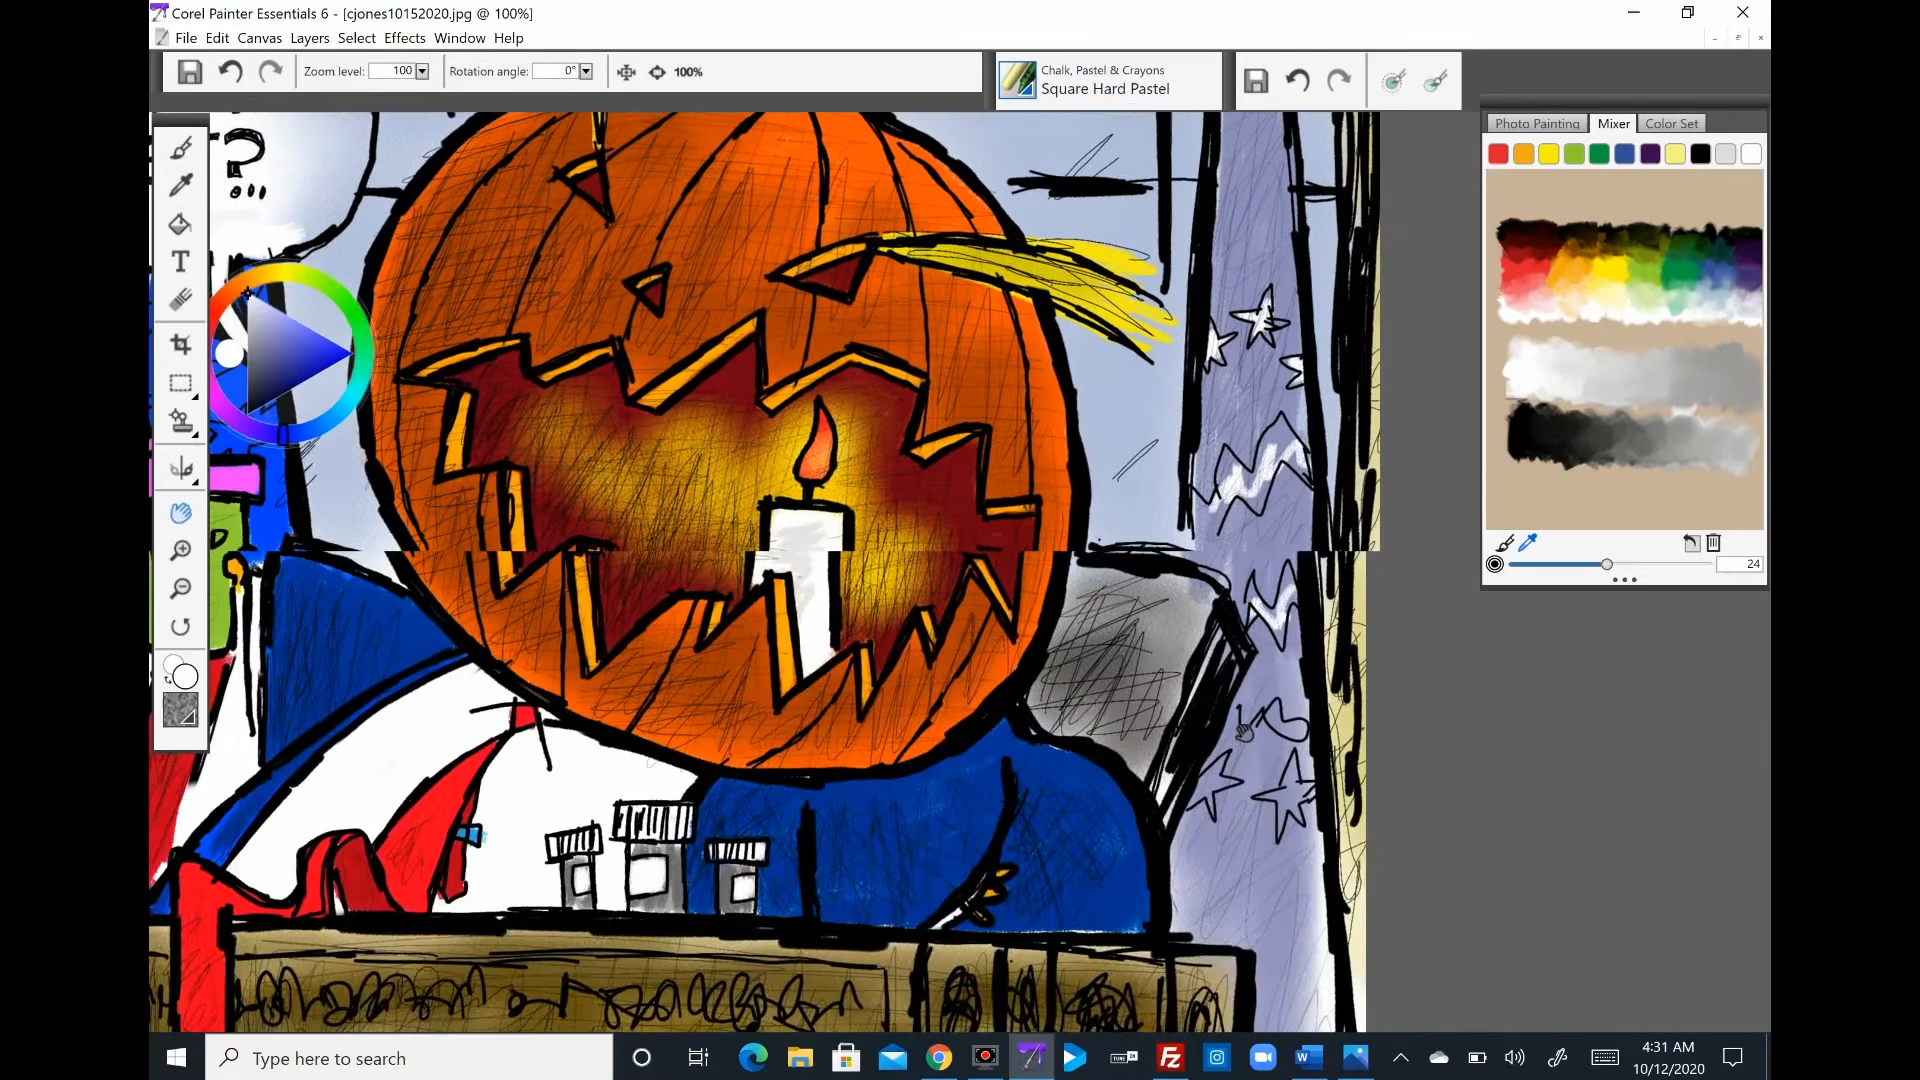 Corel Painter Essentials 6 - [cjones10152020.jpg @ 100%]
File Edit Canvas Layers Select Effects Window Help
Zoom level: 100 Rotation angle: 0° 100%
Chalk, Pastel & Crayons
Square Hard Pastel
Photo Painting Mixer Color Set
?
...
T
24
Type here to search
TUNE
Fz
W
4:31 AM
10/12/2020